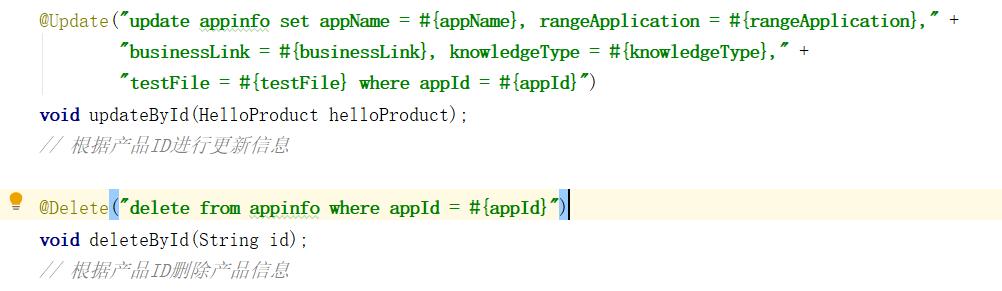 @Update("update appinfo set appName = #{appName}, rangeApplication = #{rangeApplication}," +
"businessLink = #{businessLink}, knowledgeType = #{knowledgeType}," +
"testFile = #{testFile} where appId = #{appId}")
void updateById(HelloProduct helloProduct);
// 根据产品ID进行更新信息
@Delete("delete from appinfo where appId = #{appId}")
void deleteById(String id);
// 根据产品ID删除产品信息